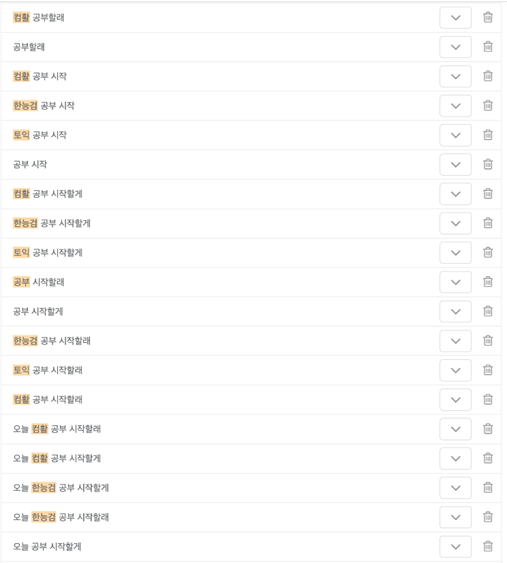 컴활 공부할래
공부할래
컴활 공부 시작
한능검 공부 시작
토익 공부 시작
공부 시작
컴활 공부 시작할게
한능검 공부 시작할게
토익 공부 시작할게
공부 시작할래
공부 시작할게
한능검 공부 시작할래
토익 공부 시작할래
컴활 공부 시작할래
오늘 컴활 공부 시작할래
오늘 컴활 공부 시작할게
오늘 한능검 공부 시작할게
오늘 한능검 공부 시작할래
오늘 공부 시작할게